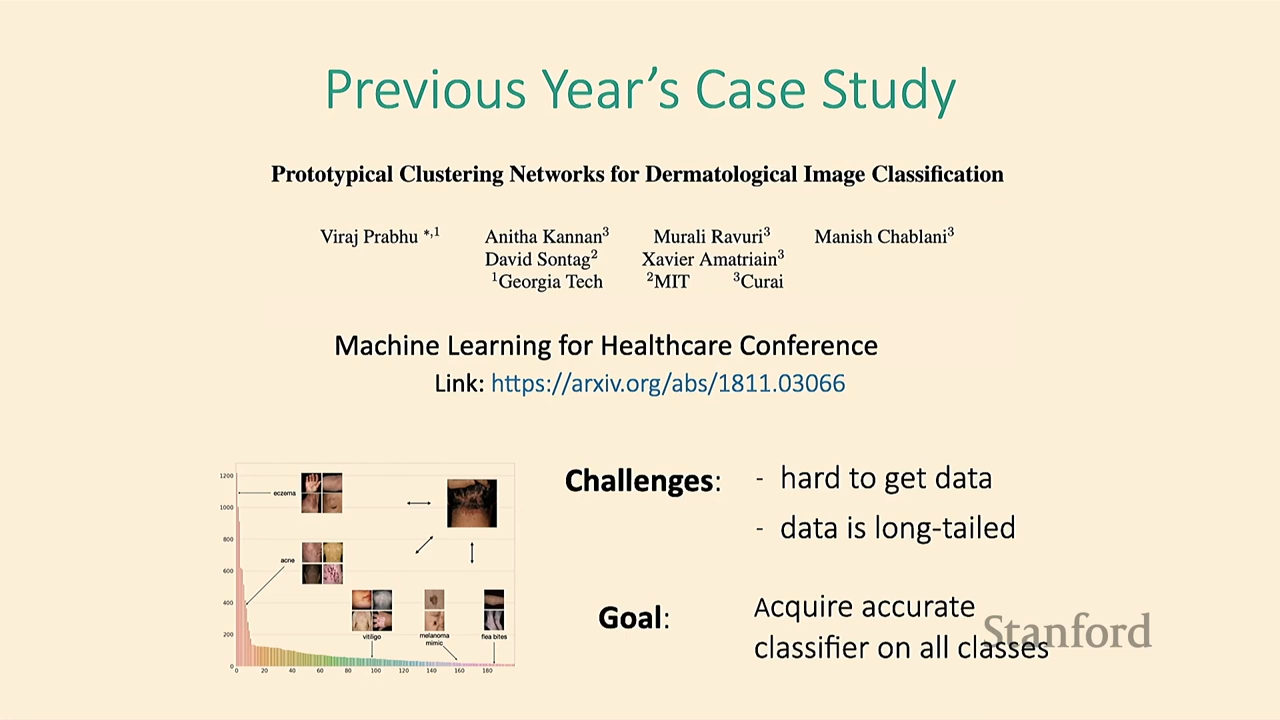 Previous Year’s Case Study
Prototypical Clustering Networks for Dermatological Image Classification
Viraj Prabhu *,1 Anitha Kannan3 Murali Ravuri3 Manish Chablani3
David Sontag2 Xavier Amatriain3
1Georgia Tech 2MIT 3Curai
Machine Learning for Healthcare Conference
Link: https://arxiv.org/abs/1811.03066
1200
1000
800
600
400
200
0
eczema
acne
vitiligo
melanoma
mimic
flea bites
0 20 40 60 80 100 120 140 160 180
Challenges: - hard to get data
- data is long-tailed
Goal: Acquire accurate
classifier on all classes
Stanford